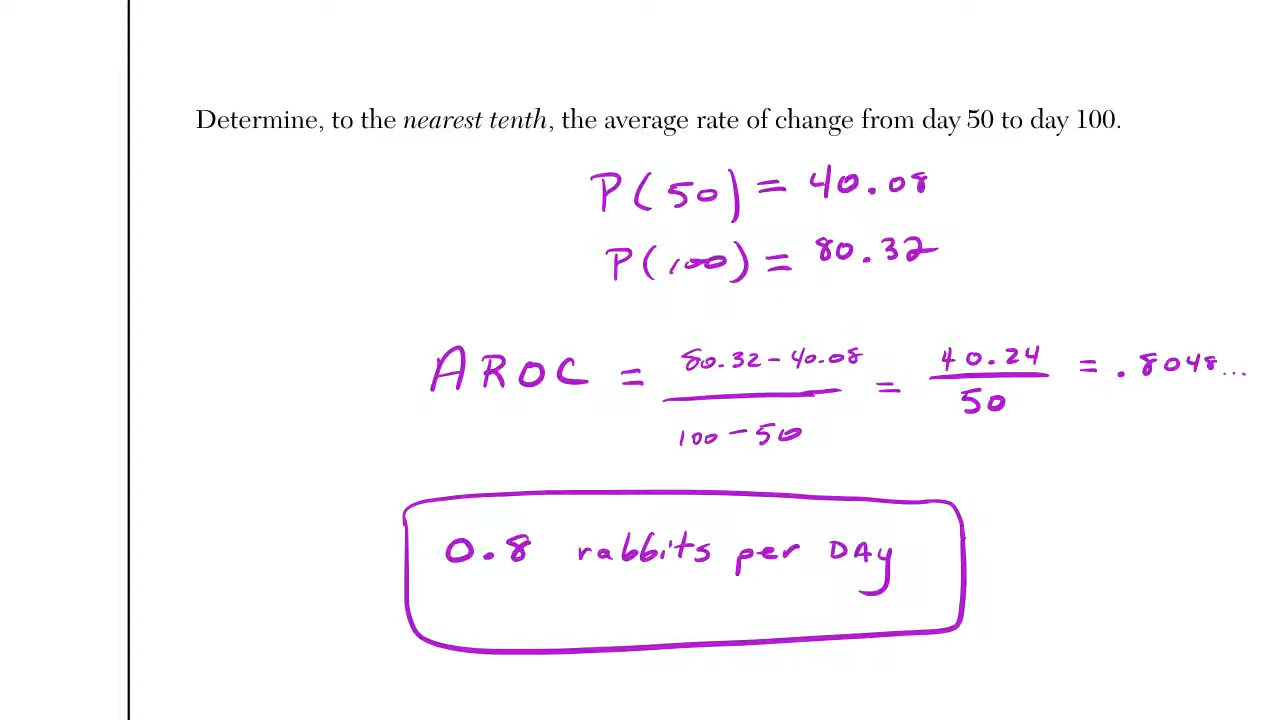 Determine, to the nearest tenth, the average rate of change from day 50 to day 100.
P(50) = 40.08
P(100) = 80.32
AROC = 80.32 - 40.08 / 100 - 50 = 40.24 / 50 = .8048...
0.8 rabbits per DAy